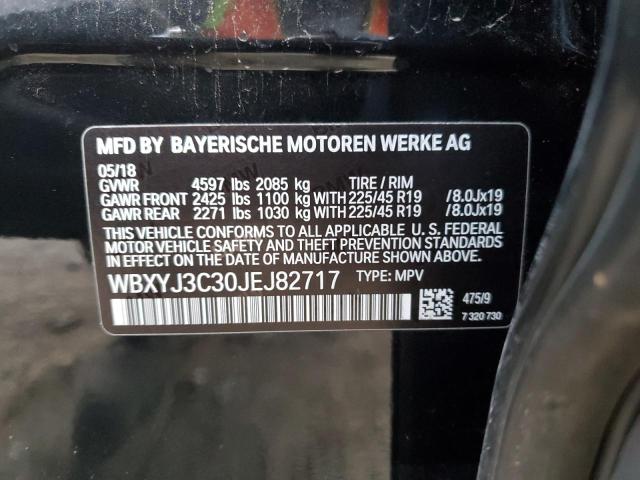 MFD BY BAYERISCHE MOTOREN WERKE AG
05/18
GVWR 4597 lbs 2085 kg TIRE / RIM
GAWR FRONT 2425 lbs 1100 kg WITH 225/45 R19 /8.0Jx19
GAWR REAR 2271 lbs 1030 kg WITH 225/45 R19 /8.0Jx19
THIS VEHICLE CONFORMS TO ALL APPLICABLE U. S. FEDERAL
MOTOR VEHICLE SAFETY AND THEFT PREVENTION STANDARDS
IN EFFECT ON THE DATE OF MANUFACTURE SHOWN ABOVE.
WBXYJ3C30JEJ82717 TYPE: MPV
475/9
7 320 730